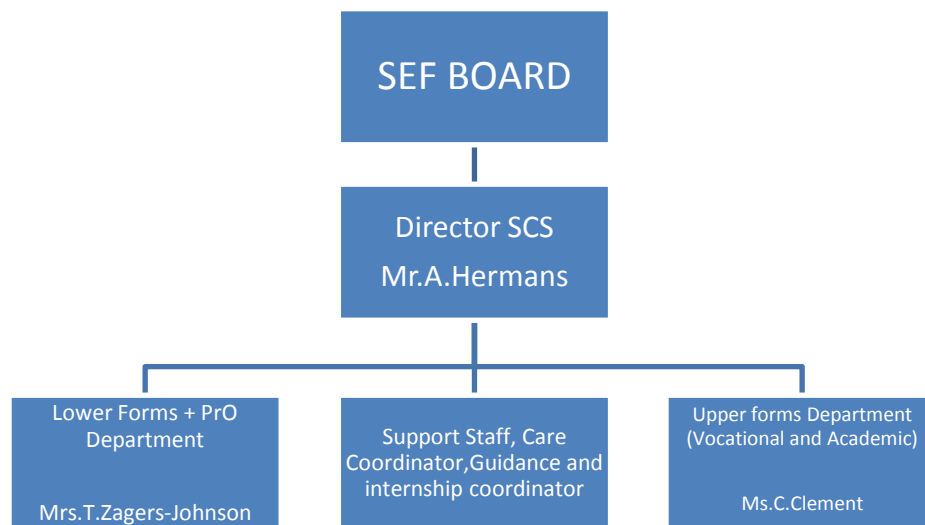 SEF BOARD
Director SCS
Mr.A.Hermans
Lower Forms + PrO
Department
Mrs.T.Zagers-Johnson
Support Staff, Care
Coordinator,Guidance and
internship coordinator
Upper forms Department
(Vocational and Academic)
Ms.C.Clement